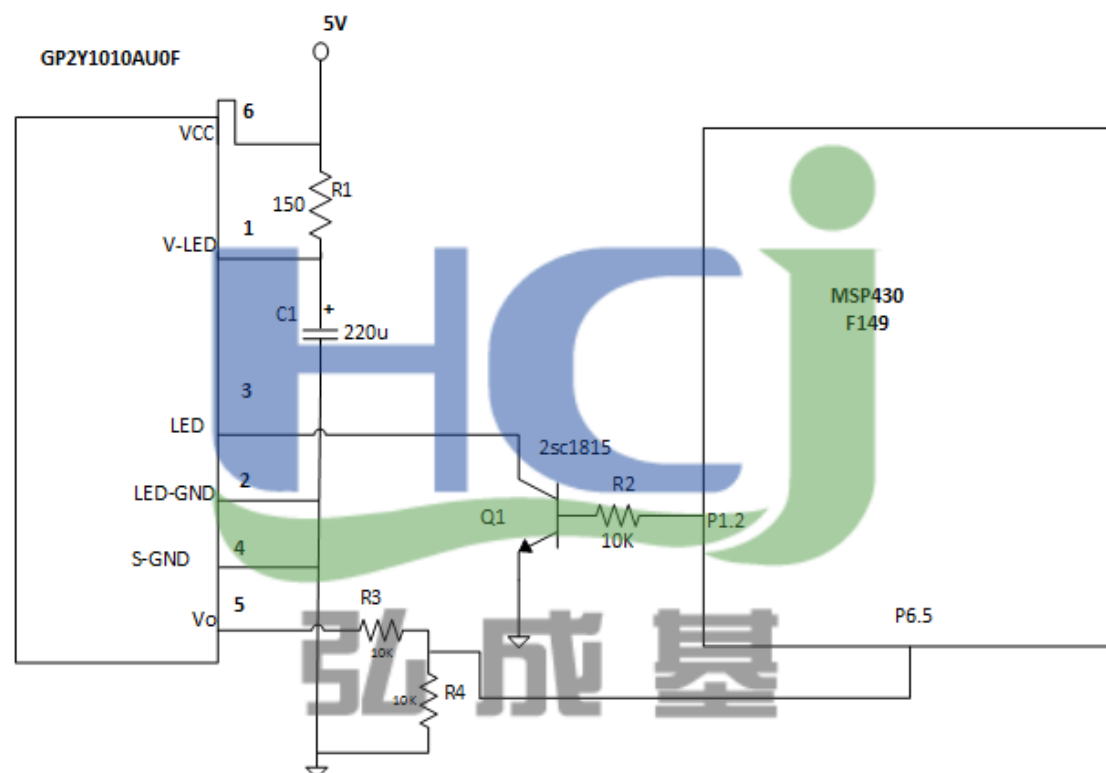 5V
GP2Y1010AU0F
6
VCC
R1
150
1
V-LED
MSP430
F149
C1
+
220u
3
LED
2sc1815
2
LED-GND
R2
Q1
P1.2
10K
4
S-GND
5
Vo
R3
P6.5
10K
R4
10K
HCj
弘成基